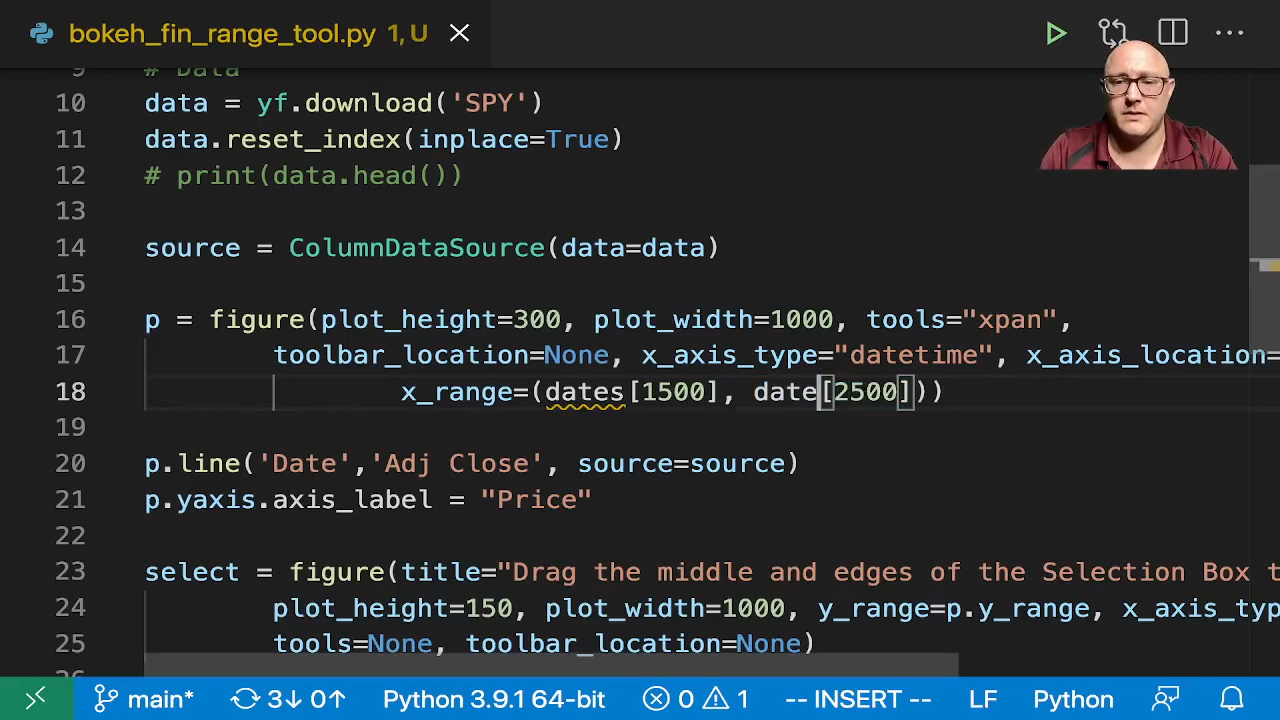 bokeh_fin_range_tool.py 1, U
9 # Data
10 data = yf.download('SPY')
11 data.reset_index(inplace=True)
12 # print(data.head())
13
14 source = ColumnDataSource(data=data)
15
16 p = figure(plot_height=300, plot_width=1000, tools="xpan",
17 toolbar_location=None, x_axis_type="datetime", x_axis_location=
18 x_range=(dates[1500], date[2500]))
19
20 p.line('Date','Adj Close', source=source)
21 p.yaxis.axis_label = "Price"
22
23 select = figure(title="Drag the middle and edges of the Selection Box t
24 plot_height=150, plot_width=1000, y_range=p.y_range, x_axis_typ
25 tools=None, toolbar_location=None)
main* 3↓ 0↑ Python 3.9.1 64-bit 0 1 -- INSERT -- LF Python